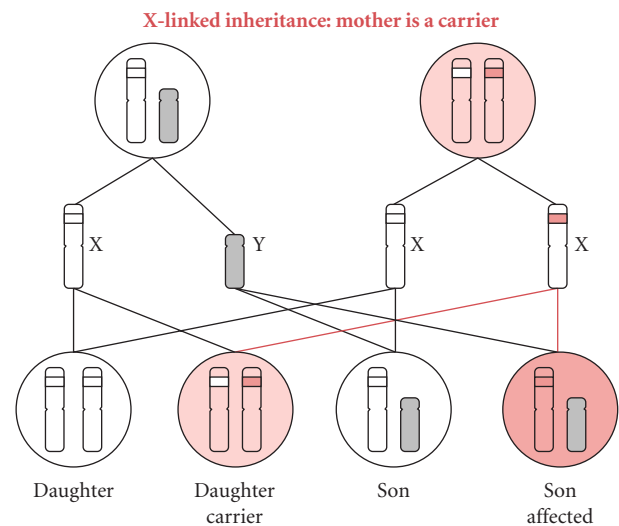 X-linked inheritance: mother is a carrier
X
Y
X
X
Daughter
Daughter
carrier
Son
Son
affected